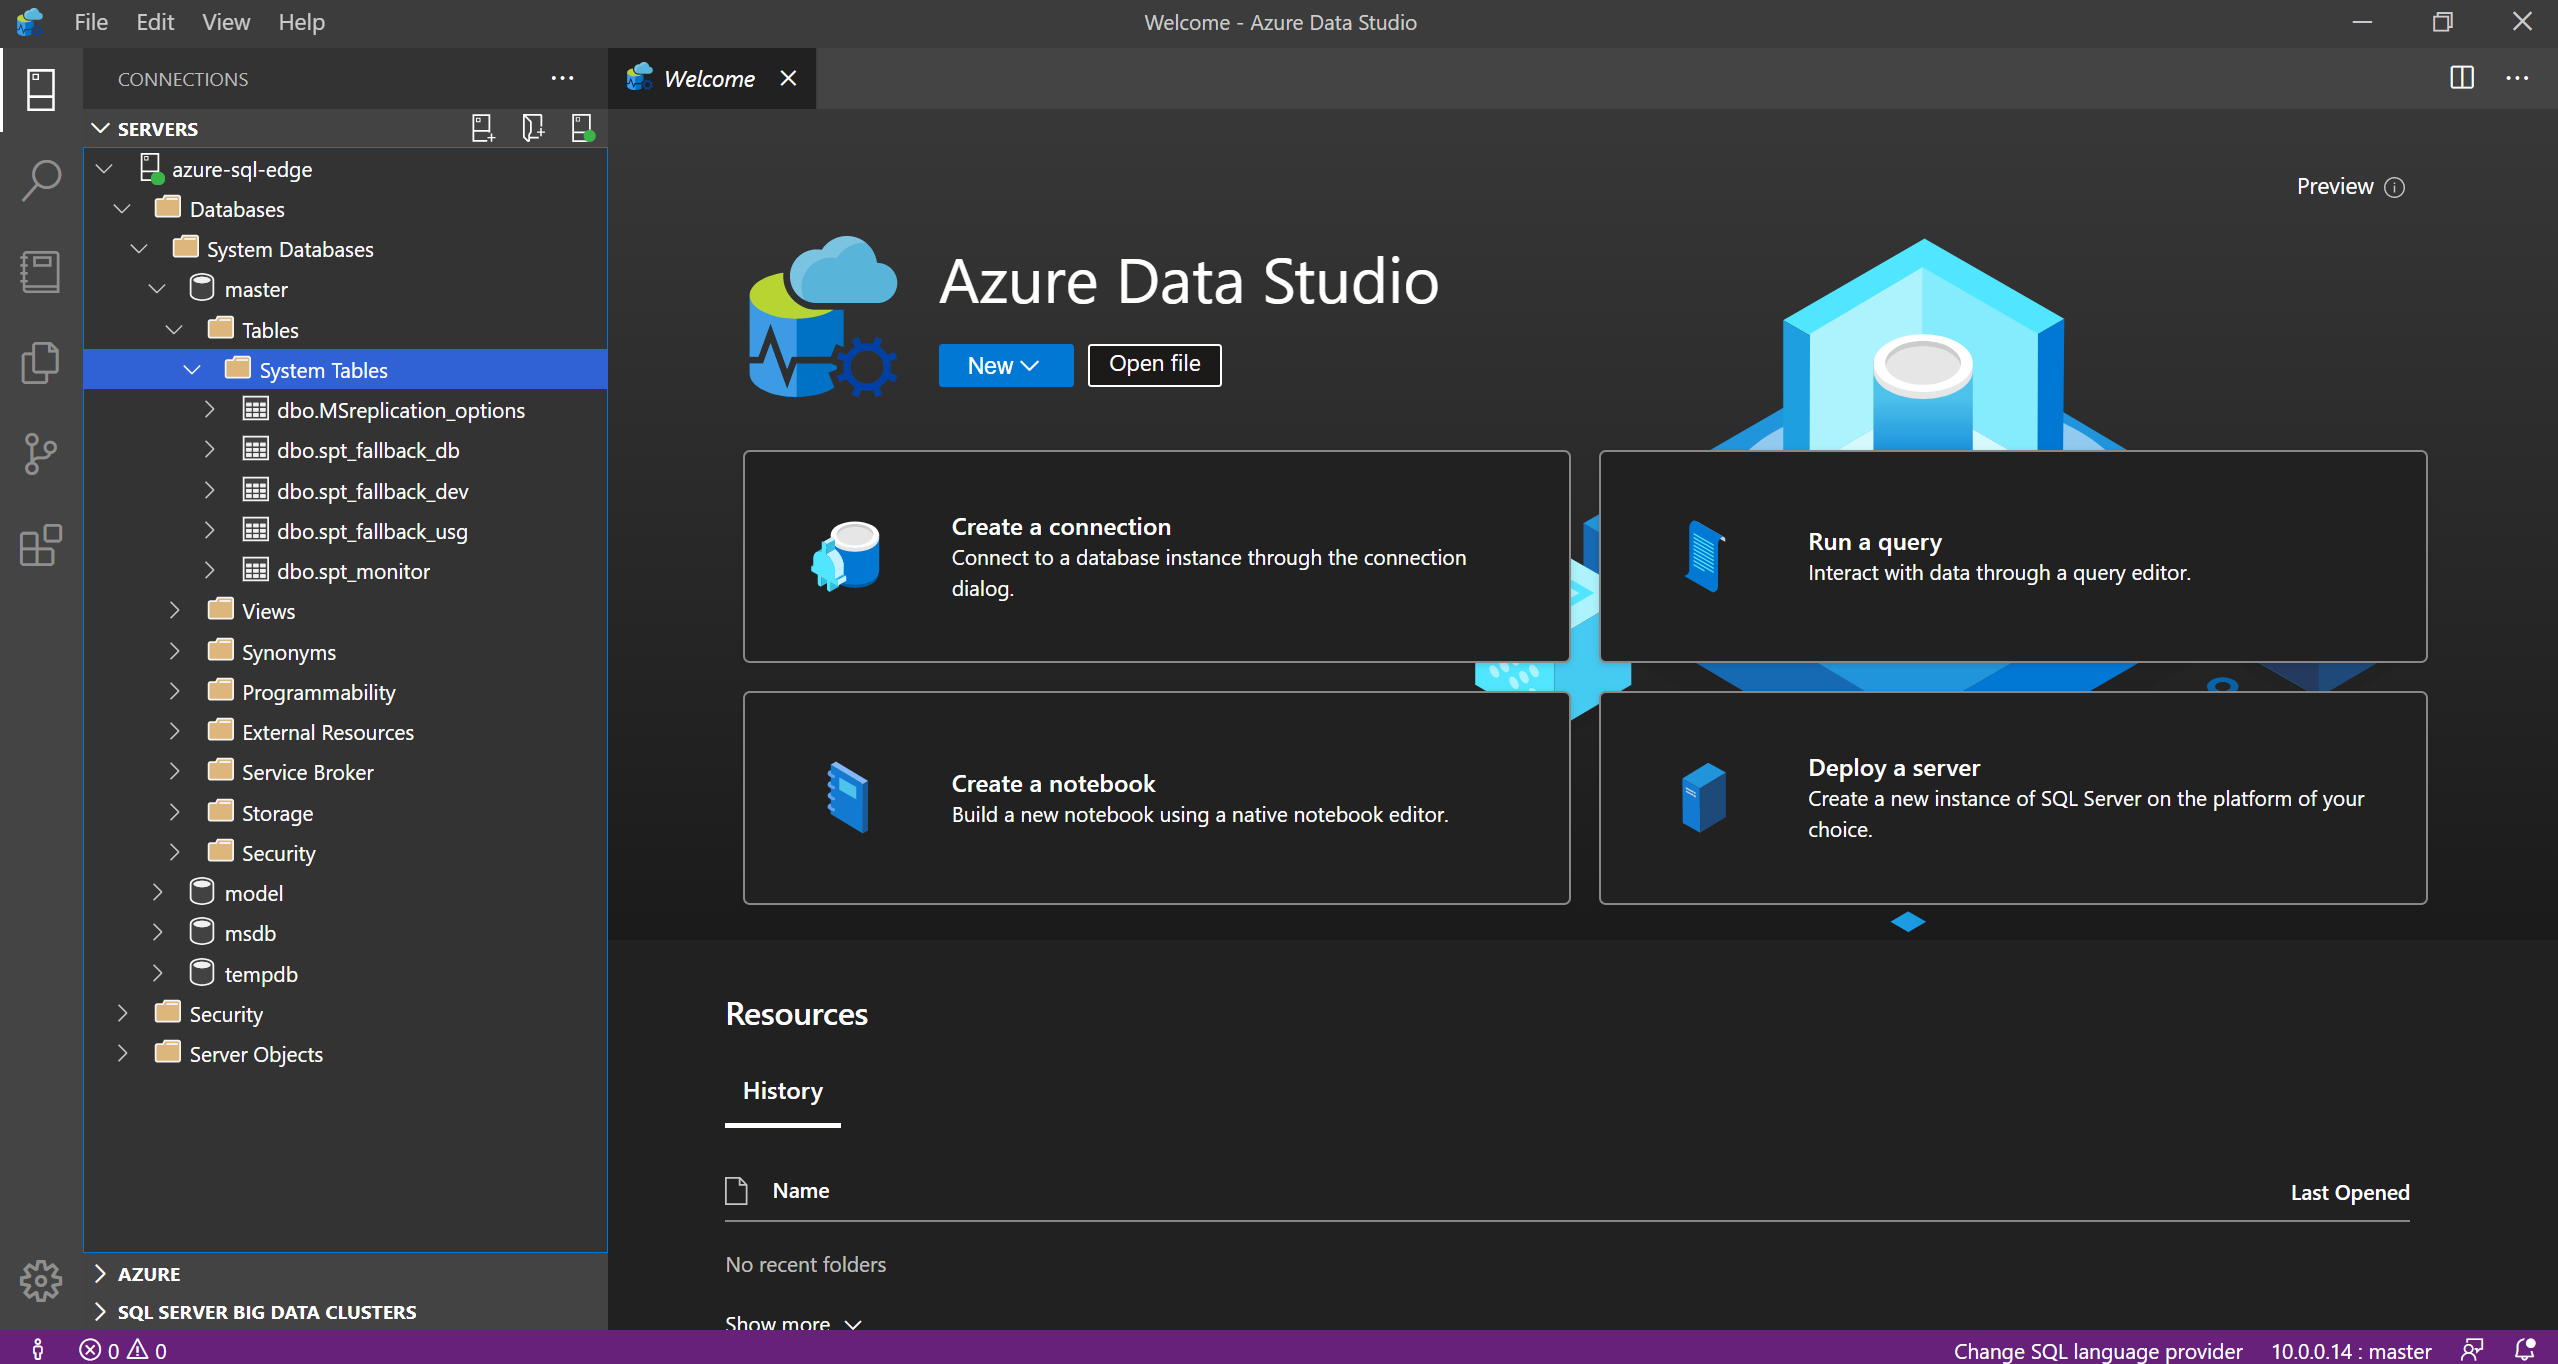 File Edit View Help
Welcome - Azure Data Studio
CONNECTIONS
Welcome
SERVERS
azure-sql-edge
Databases
System Databases
master
Tables
System Tables
dbo.MSreplication_options
dbo.spt_fallback_db
dbo.spt_fallback_dev
dbo.spt_fallback_usg
dbo.spt_monitor
Views
Synonyms
Programmability
External Resources
Service Broker
Storage
Security
model
msdb
tempdb
Security
Server Objects
AZURE
SQL SERVER BIG DATA CLUSTERS
Preview
Azure Data Studio
New
Open file
Create a connection
Connect to a database instance through the connection
dialog.
Run a query
Interact with data through a query editor.
Create a notebook
Build a new notebook using a native notebook editor.
Deploy a server
Create a new instance of SQL Server on the platform of your
choice.
Resources
History
Name
Last Opened
No recent folders
Show more
0 0
Change SQL language provider
10.0.0.14 : master